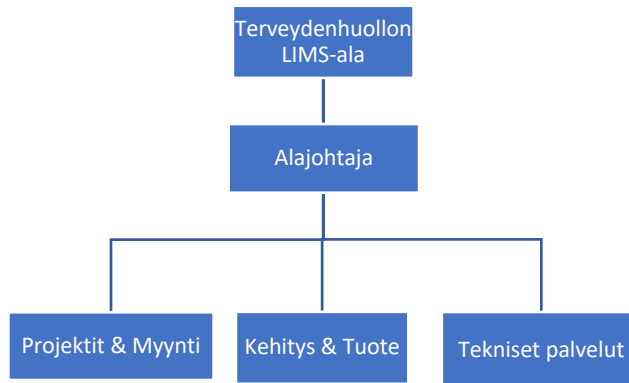 Terveydenhuollon
LIMS-ala
Alajohtaja
Projektit & Myynti
Kehitys & Tuote
Tekniset palvelut